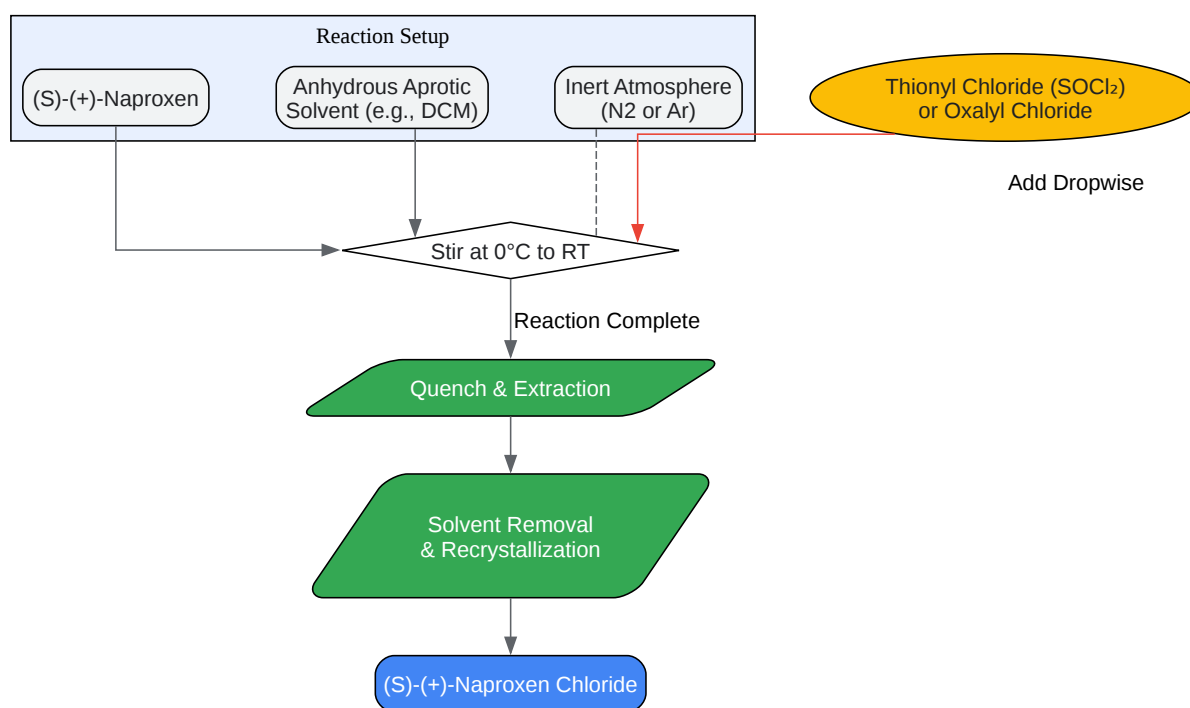 Reaction Setup
(S)-(+)-Naproxen
Anhydrous Aprotic
Solvent (e.g., DCM)
Inert Atmosphere
(N2 or Ar)
Thionyl Chloride (SOCl₂)
or Oxalyl Chloride
Add Dropwise
Stir at 0°C to RT
Reaction Complete
Quench & Extraction
Solvent Removal
& Recrystallization
(S)-(+)-Naproxen Chloride